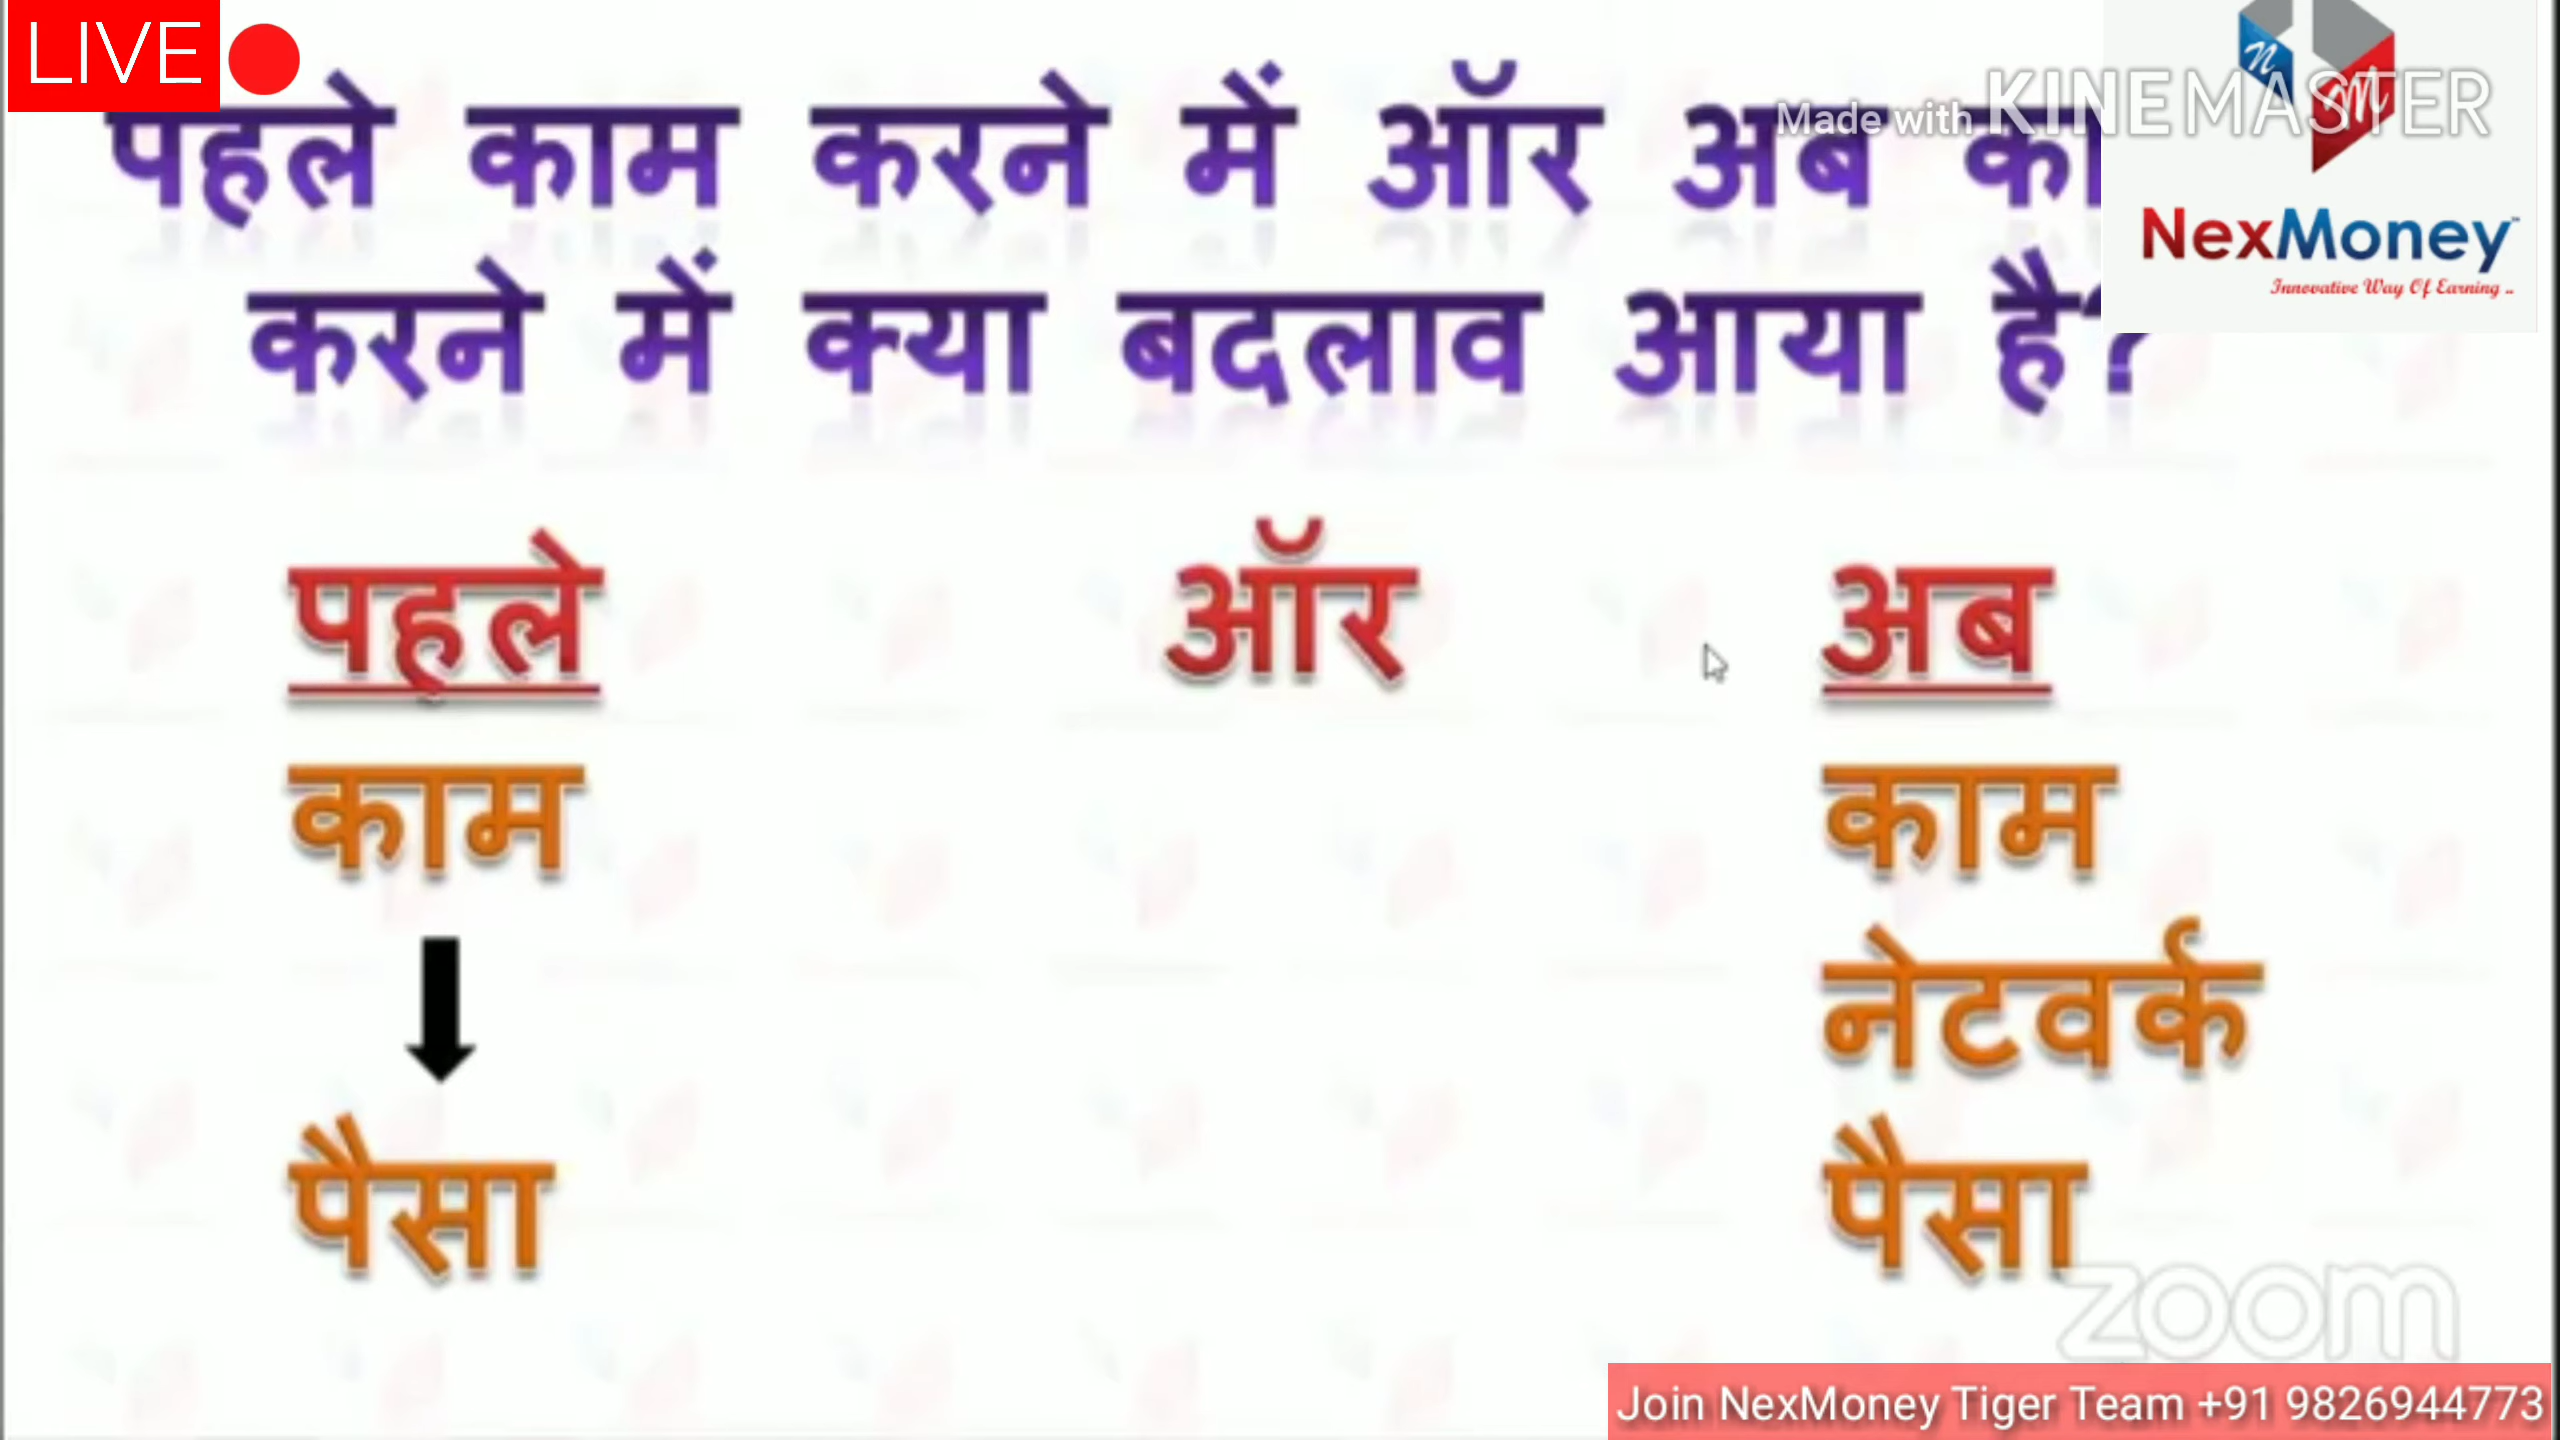 LIVE
Made with KINEMASTER
पहले काम करने में ऑर अब का
NexMoney
Innovative Way Of Earning ..
करने में क्या बदलाव आया है?
पहले ऑर अब
काम काम
नेटवर्क
पैसा पैसा
zoom
Join NexMoney Tiger Team +91 9826944773